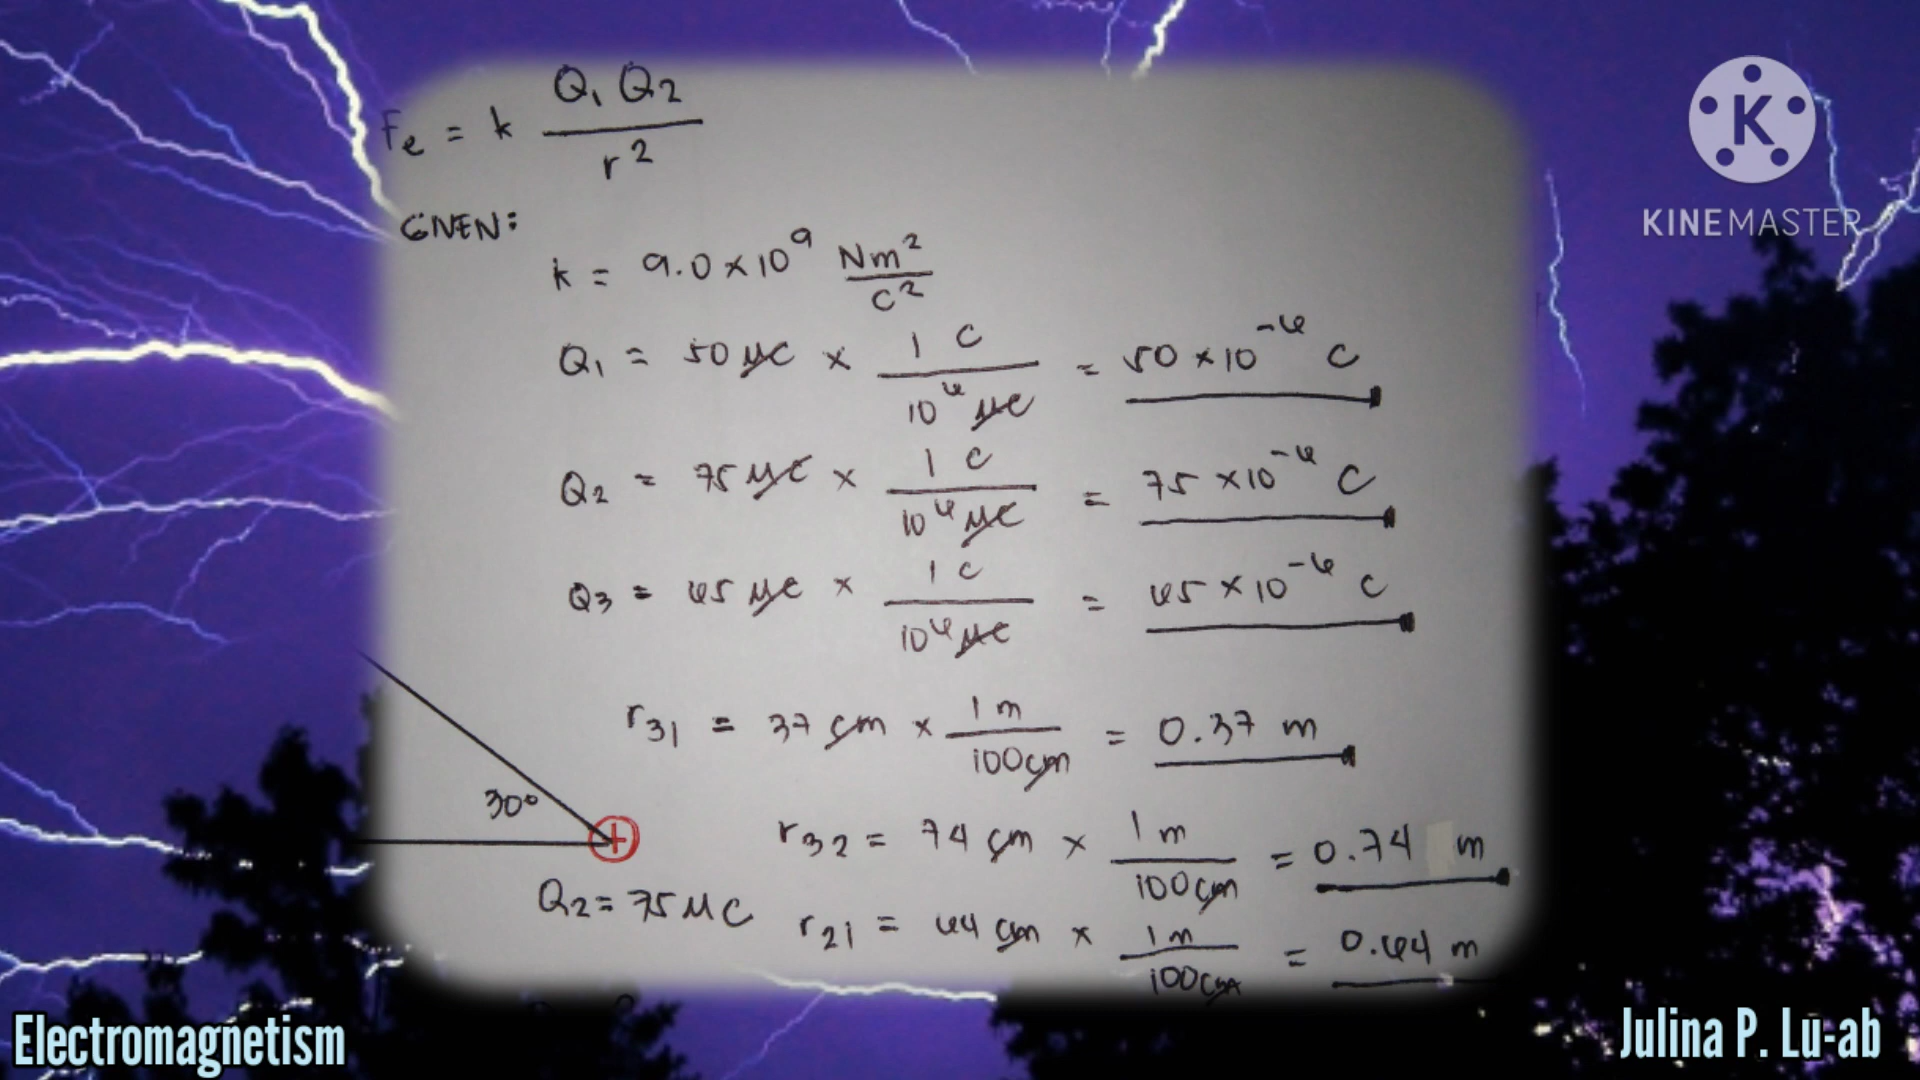 Fe = k Q₁ Q₂ / r²
KINEMASTER
GIVEN:
k = 9.0 × 10⁹ Nm² / C²
Q₁ = 50 μC × 1 C / 10⁶ μC = 50 × 10⁻⁶ C
Q₂ = 75 μC × 1 C / 10⁶ μC = 75 × 10⁻⁶ C
Q₃ = 65 μC × 1 C / 10⁶ μC = 65 × 10⁻⁶ C
r₃₁ = 37 cm × 1 m / 100 cm = 0.37 m
30°
r₃₂ = 74 cm × 1 m / 100 cm = 0.74 m
Q₂ = 75 μC
r₂₁ = 64 cm × 1 m / 100 cm = 0.64 m
Electromagnetism
Julina P. Lu-ab